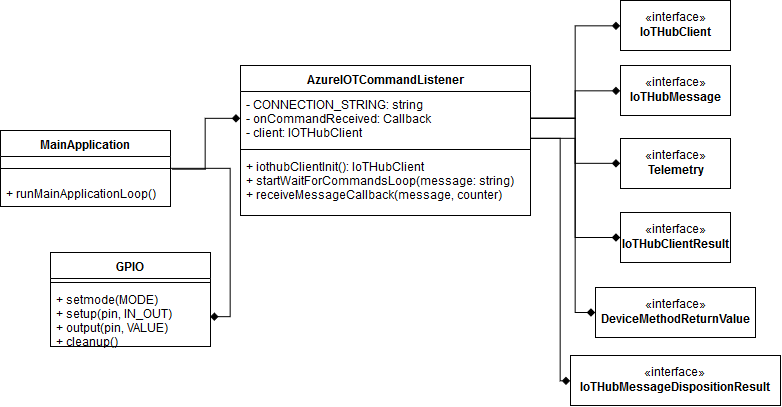 «interface»
IoTHubClient
AzureIOTCommandListener
- CONNECTION_STRING: string
- onCommandReceived: Callback
- client: IOTHubClient
+ iothubClientInit(): IoTHubClient
+ startWaitForCommandsLoop(message: string)
+ receiveMessageCallback(message, counter)
«interface»
IoTHubMessage
MainApplication
+ runMainApplicationLoop()
«interface»
Telemetry
«interface»
IoTHubClientResult
GPIO
+ setmode(MODE)
+ setup(pin, IN_OUT)
+ output(pin, VALUE)
+ cleanup()
«interface»
DeviceMethodReturnValue
«interface»
IoTHubMessageDispositionResult